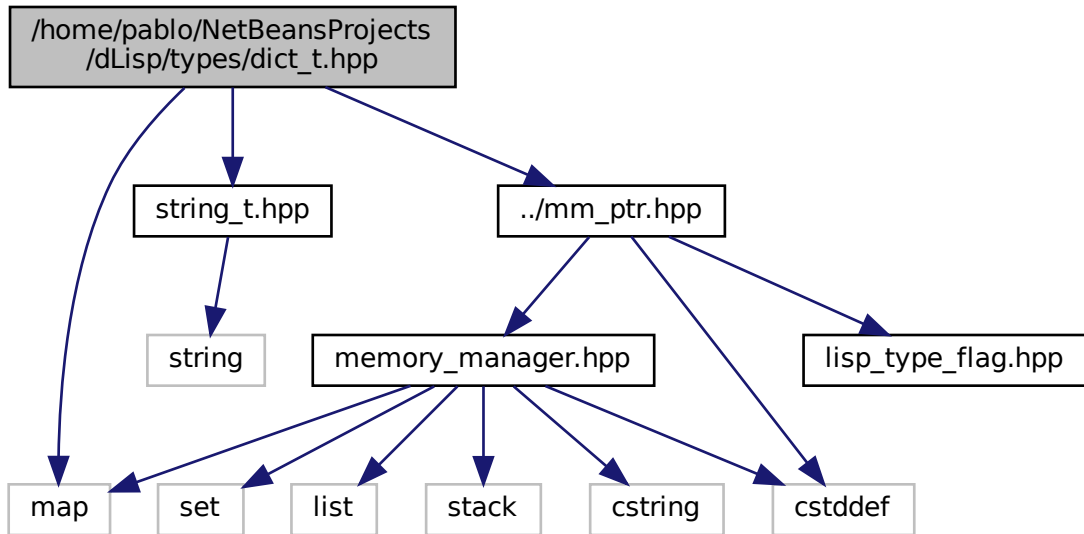 /home/pablo/NetBeansProjects
/dLisp/types/dict_t.hpp
string_t.hpp
../mm_ptr.hpp
string
memory_manager.hpp
lisp_type_flag.hpp
map
set
list
stack
cstring
cstddef